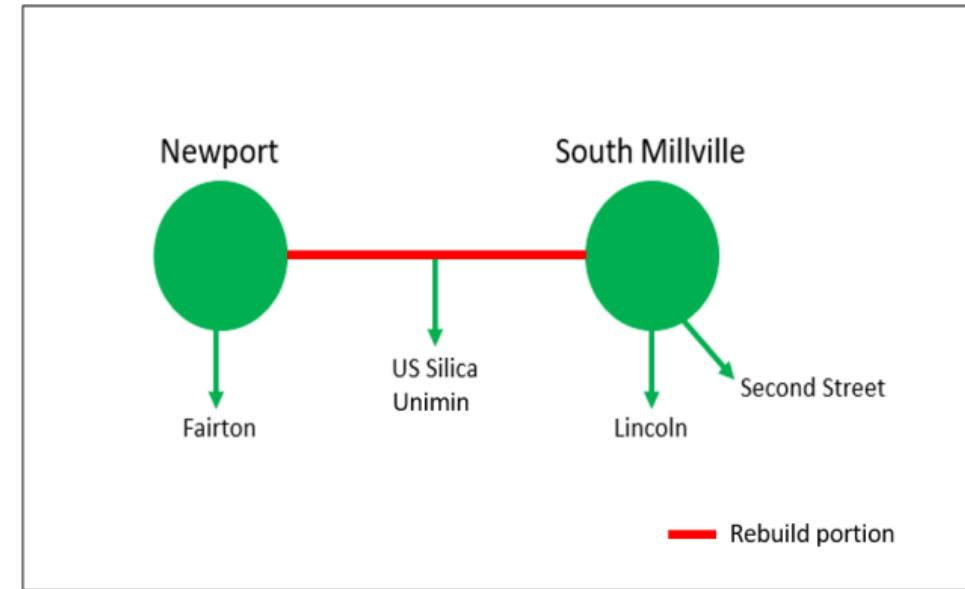 Newport
South Millville
US Silica
Unimin
Second Street
Fairton
Lincoln
Rebuild portion